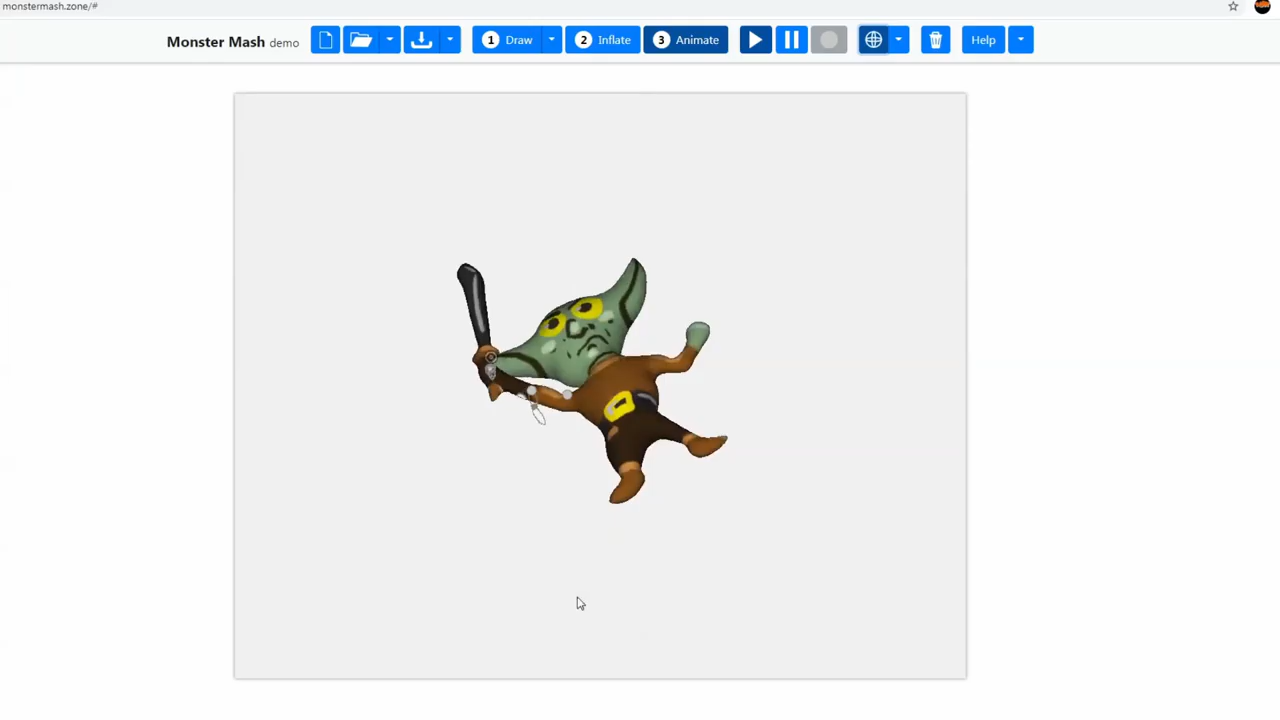 monstermash.zone/#
Monster Mash demo 1 Draw 2 Inflate 3 Animate Help